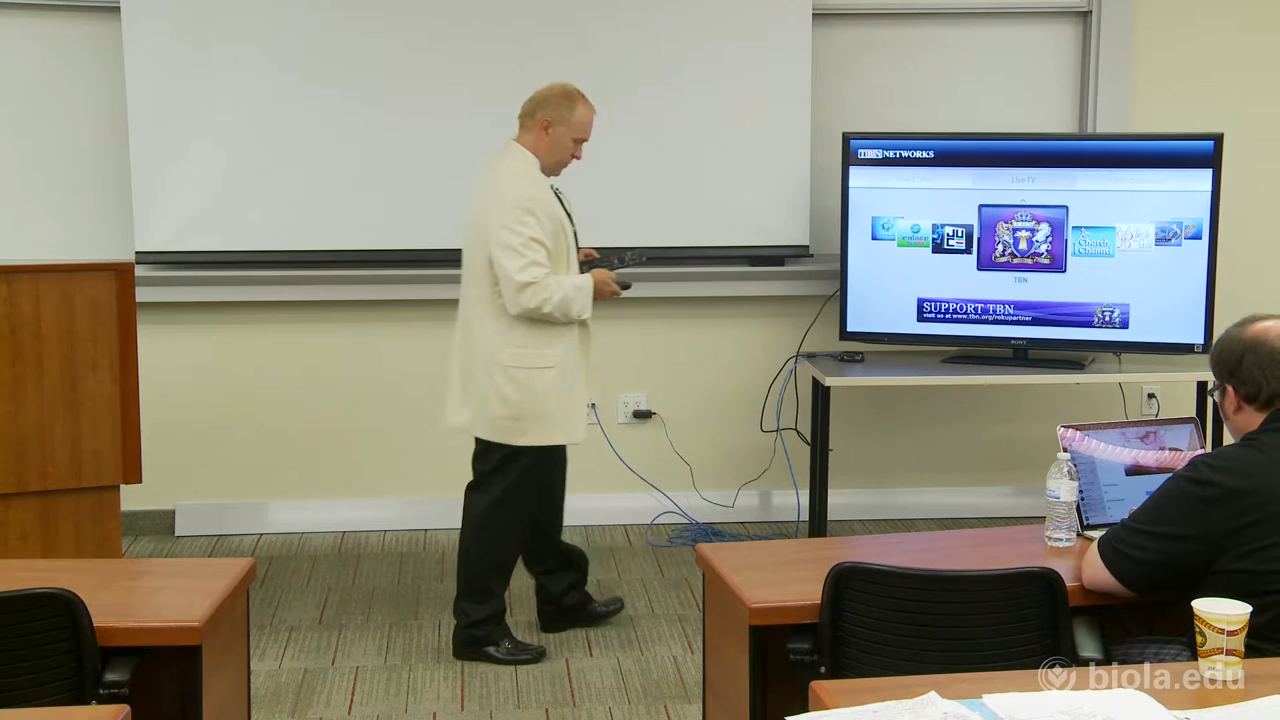 TBN NETWORKS
Live TV
enlace
JUCE
Church Channel
TBN
SUPPORT TBN
visit us at www.tbn.org/rokupartner
SONY
biola.edu